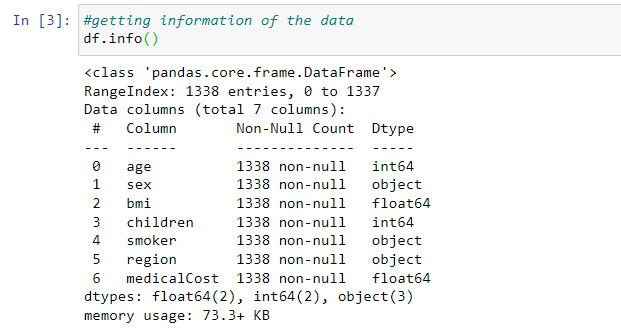 In [3]: #getting information of the data
df.info()
<class 'pandas.core.frame.DataFrame'>
RangeIndex: 1338 entries, 0 to 1337
Data columns (total 7 columns):
 #   Column       Non-Null Count  Dtype
---  ------       --------------  -----
 0   age          1338 non-null   int64
 1   sex          1338 non-null   object
 2   bmi          1338 non-null   float64
 3   children     1338 non-null   int64
 4   smoker       1338 non-null   object
 5   region       1338 non-null   object
 6   medicalCost  1338 non-null   float64
dtypes: float64(2), int64(2), object(3)
memory usage: 73.3+ KB